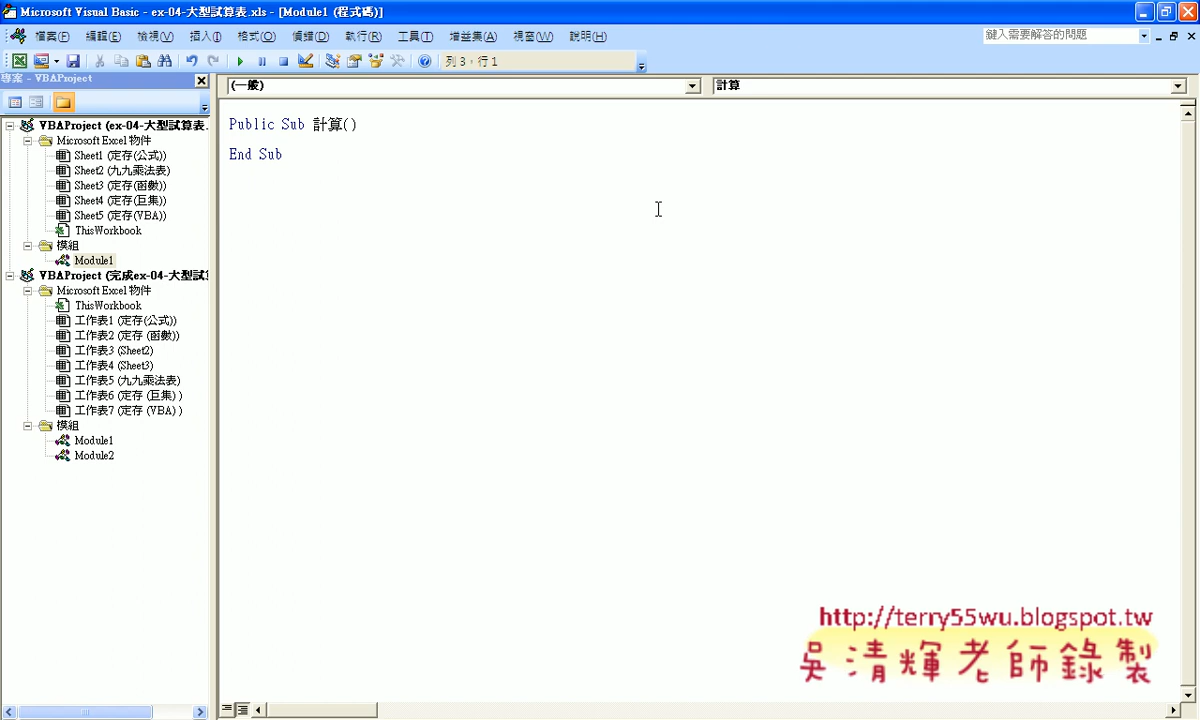 Microsoft Visual Basic - ex-04-大型試算表.xls - [Module1 (程式碼)]
檔案(F) 編輯(E) 檢視(V) 插入(I) 格式(O) 偵錯(D) 執行(R) 工具(T) 增益集(A) 視窗(W) 說明(H)
鍵入需要解答的問題
列 3，行 1
專案 - VBAProject
(一般)
計算
VBAProject (ex-04-大型試算表.
Microsoft Excel 物件
Sheet1 (定存(公式))
Sheet2 (九九乘法表)
Sheet3 (定存(函數))
Sheet4 (定存(巨集))
Sheet5 (定存(VBA))
ThisWorkbook
模組
Module1
VBAProject (完成ex-04-大型試
Microsoft Excel 物件
ThisWorkbook
工作表1 (定存(公式))
工作表2 (定存 (函數))
工作表3 (Sheet2)
工作表4 (Sheet3)
工作表5 (九九乘法表)
工作表6 (定存 (巨集) )
工作表7 (定存 (VBA) )
模組
Module1
Module2
Public Sub 計算()
End Sub
http://terry55wu.blogspot.tw
吳清輝老師錄製